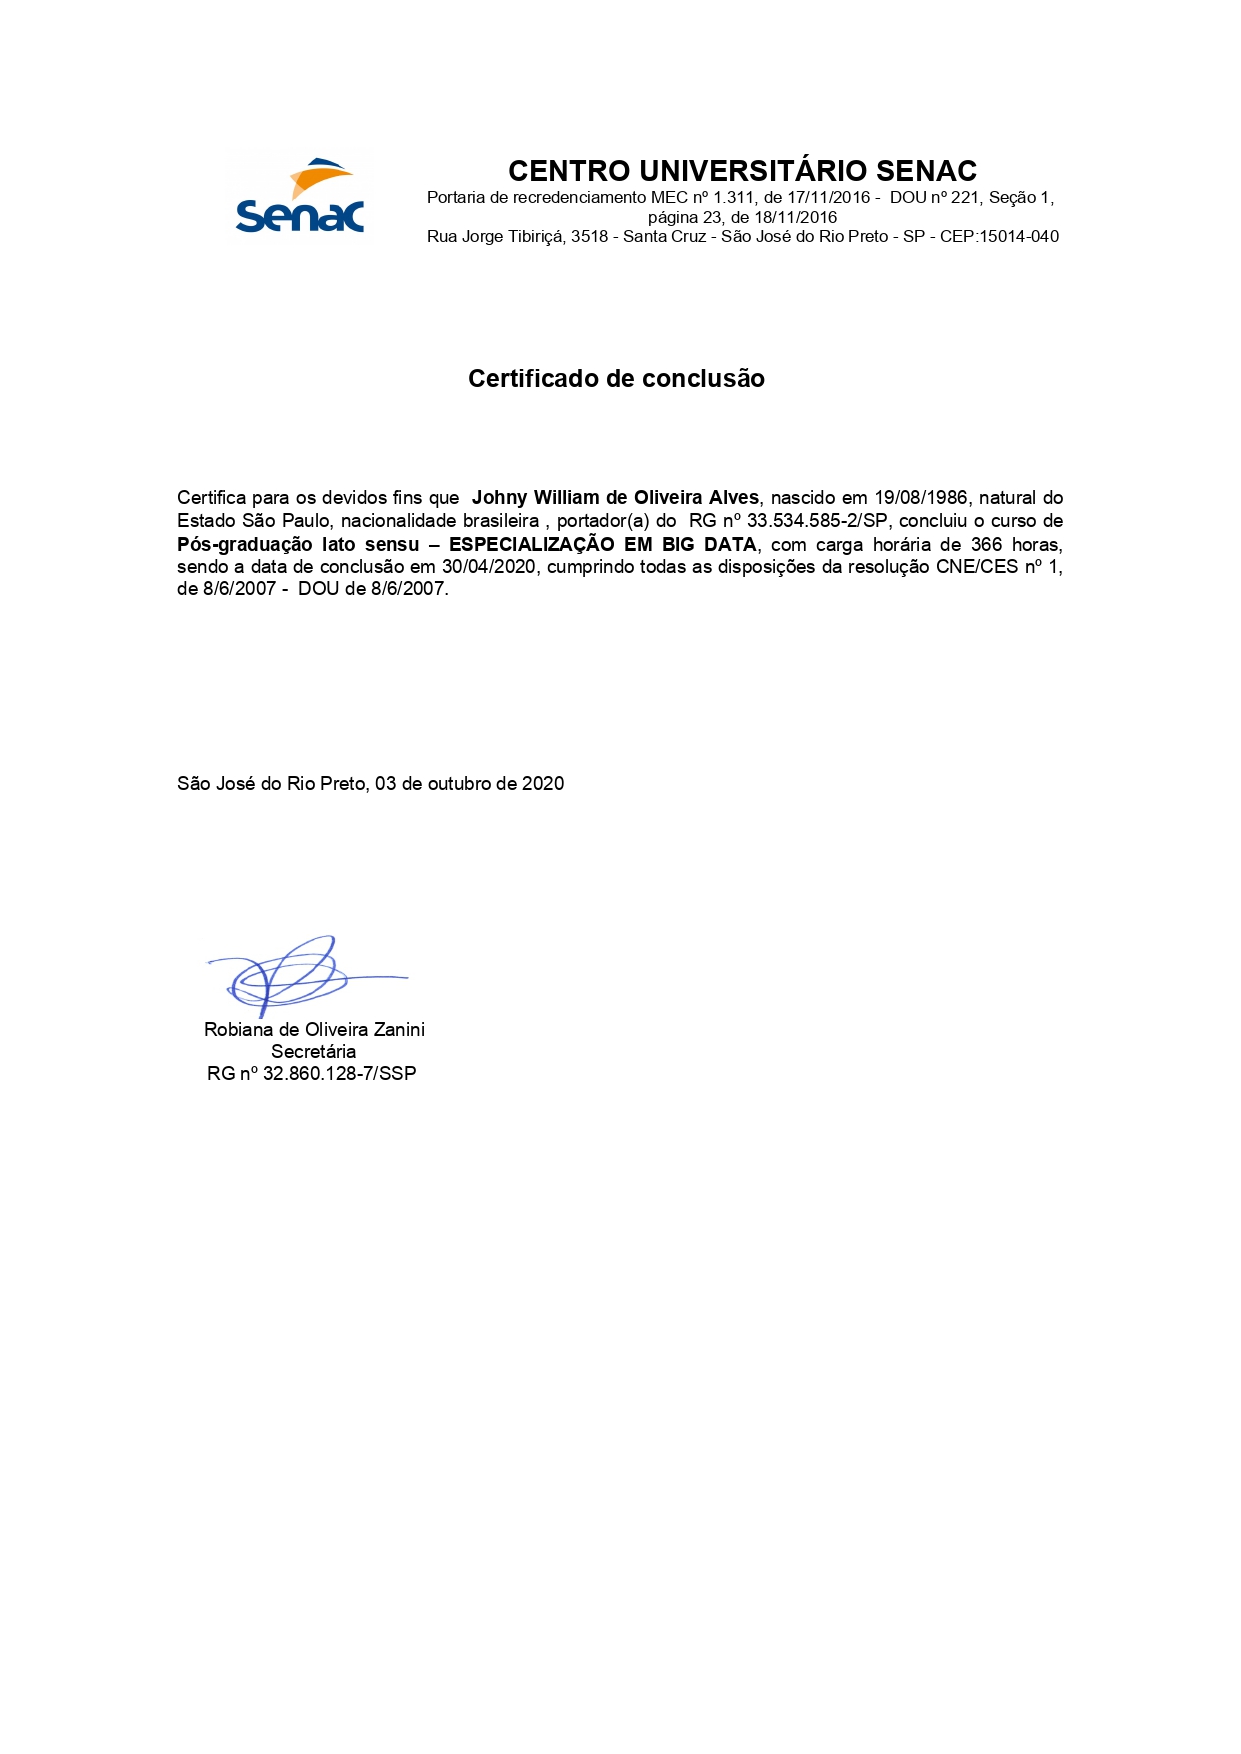 Senac
CENTRO UNIVERSITÁRIO SENAC
Portaria de recredenciamento MEC nº 1.311, de 17/11/2016 -  DOU nº 221, Seção 1,
página 23, de 18/11/2016
Rua Jorge Tibiriçá, 3518 - Santa Cruz - São José do Rio Preto - SP - CEP:15014-040
Certificado de conclusão
Certifica para os devidos fins que  Johny William de Oliveira Alves, nascido em 19/08/1986, natural do
Estado São Paulo, nacionalidade brasileira , portador(a) do  RG nº 33.534.585-2/SP, concluiu o curso de
Pós-graduação lato sensu – ESPECIALIZAÇÃO EM BIG DATA, com carga horária de 366 horas,
sendo a data de conclusão em 30/04/2020, cumprindo todas as disposições da resolução CNE/CES nº 1,
de 8/6/2007 -  DOU de 8/6/2007.
São José do Rio Preto, 03 de outubro de 2020
Robiana de Oliveira Zanini
Secretária
RG nº 32.860.128-7/SSP